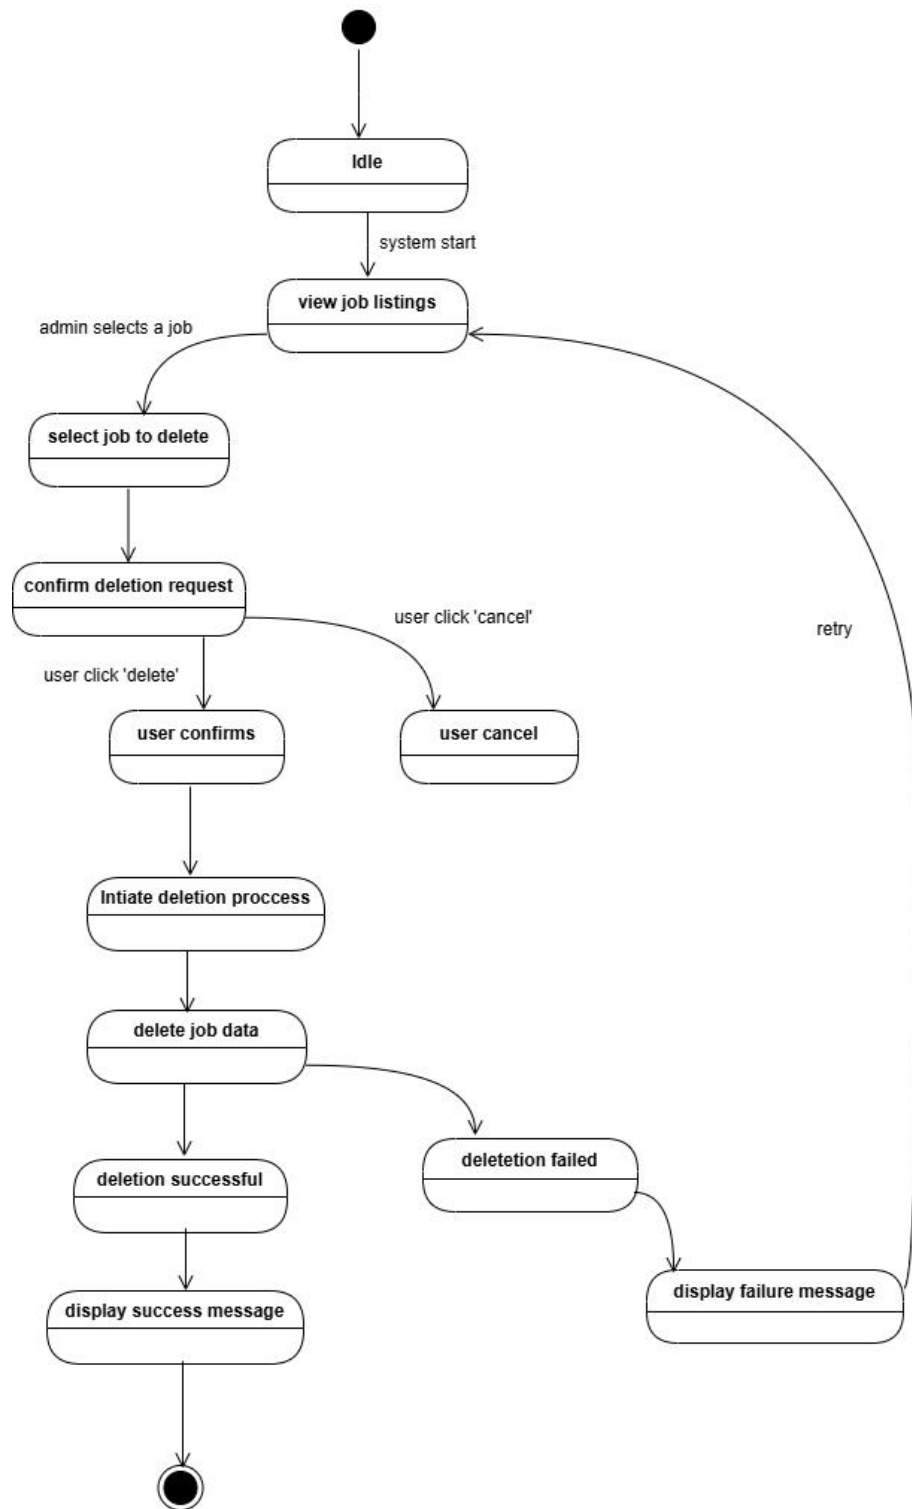 Idle
system start
view job listings
admin selects a job
select job to delete
confirm deletion request
user click 'cancel'
retry
user click 'delete'
user confirms
user cancel
Intiate deletion proccess
delete job data
deletetion failed
deletion successful
display failure message
display success message